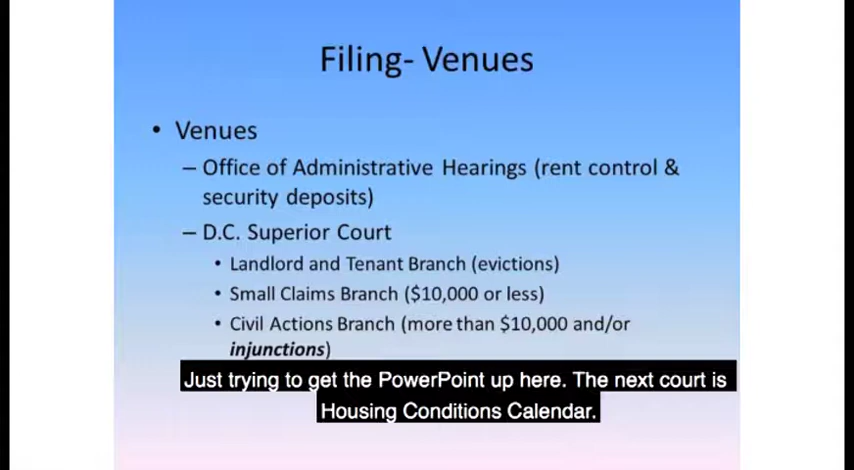 Filing- Venues
• Venues
– Office of Administrative Hearings (rent control &
security deposits)
– D.C. Superior Court
• Landlord and Tenant Branch (evictions)
• Small Claims Branch ($10,000 or less)
• Civil Actions Branch (more than $10,000 and/or
injunctions)
Just trying to get the PowerPoint up here. The next court is
Housing Conditions Calendar.